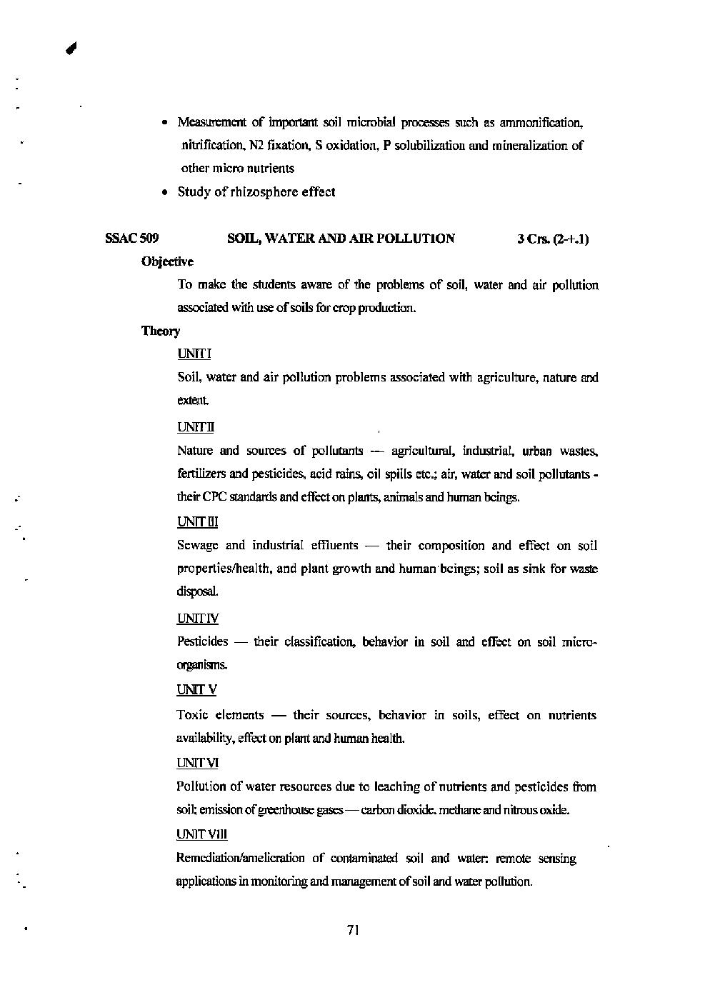 • Measurement of important soil microbial processes such as ammonification,
nitrification, N2 fixation, S oxidation, P solubilization and mineralization of
other micro nutrients
• Study of rhizosphere effect
SSAC 509 SOIL, WATER AND AIR POLLUTION 3 Crs. (2-+.1)
Objective
To make the students aware of the problems of soil, water and air pollution
associated with use of soils for crop production.
Theory
UNIT I
Soil, water and air pollution problems associated with agriculture, nature and
extent.
UNIT II
Nature and sources of pollutants — agricultural, industrial, urban wastes,
fertilizers and pesticides, acid rains, oil spills etc.; air, water and soil pollutants -
their CPC standards and effect on plants, animals and human beings.
UNIT III
Sewage and industrial effluents — their composition and effect on soil
properties/health, and plant growth and human beings; soil as sink for waste
disposal.
UNIT IV
Pesticides — their classification, behavior in soil and effect on soil micro-
organisms.
UNIT V
Toxic elements — their sources, behavior in soils, effect on nutrients
availability, effect on plant and human health.
UNIT VI
Pollution of water resources due to leaching of nutrients and pesticides from
soil; emission of greenhouse gases — carbon dioxide. methane and nitrous oxide.
UNIT VIII
Remediation/amelioration of contaminated soil and water: remote sensing
applications in monitoring and management of soil and water pollution.
71